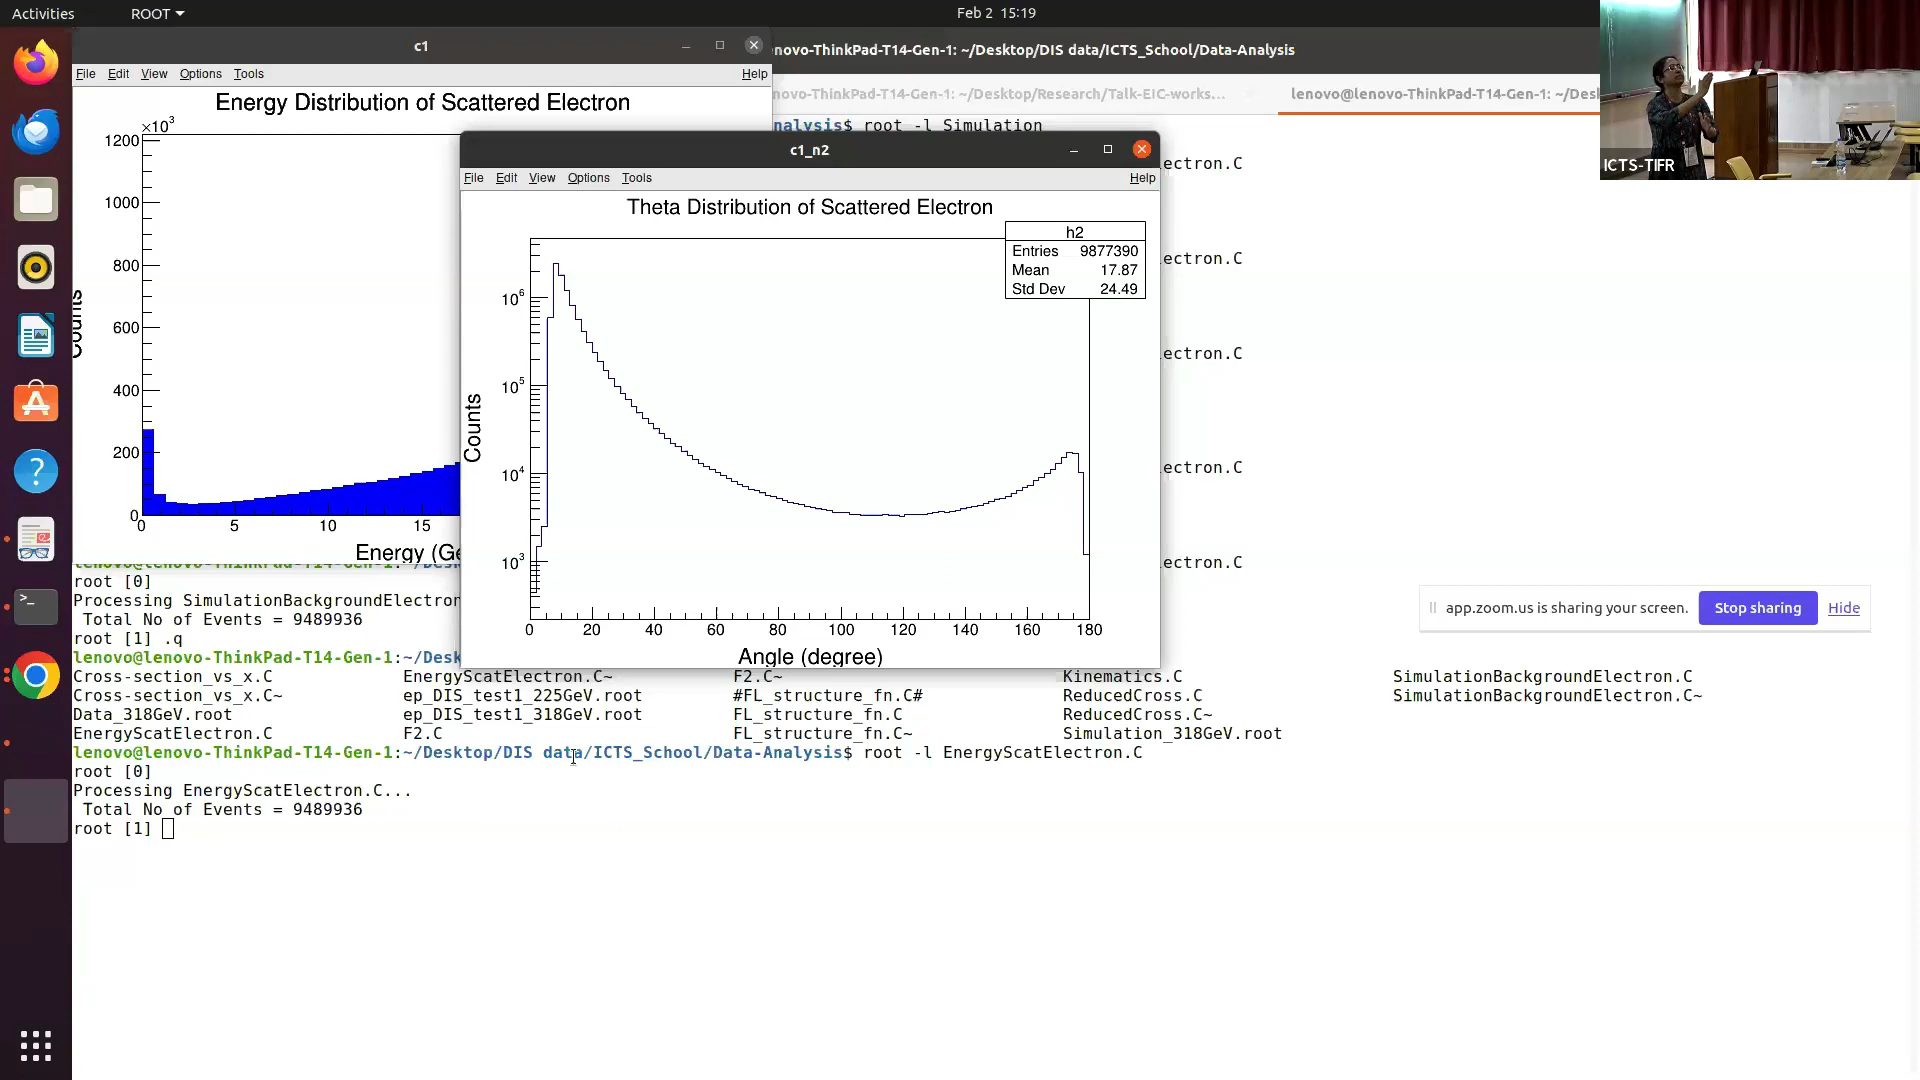 Activities
ROOT
Feb 2 15:19
c1
File Edit View Options Tools Help
Energy Distribution of Scattered Electron
×10³
1200
1000
800
600
400
200
0
0 5 10 15
Counts
Energy (Ge
novo-ThinkPad-T14-Gen-1: ~/Desktop/DIS data/ICTS_School/Data-Analysis
novo-ThinkPad-T14-Gen-1: ~/Desktop/Research/Talk-EIC-works...
lenovo@lenovo-ThinkPad-T14-Gen-1: ~/Des
nalysis$ root -l Simulation
ectron.C
ectron.C
ectron.C
ectron.C
ectron.C
c1_n2
File Edit View Options Tools Help
Theta Distribution of Scattered Electron
h2
Entries 9877390
Mean 17.87
Std Dev 24.49
10⁶
10⁵
10⁴
10³
Counts
0 20 40 60 80 100 120 140 160 180
Angle (degree)
ICTS-TIFR
app.zoom.us is sharing your screen. Stop sharing Hide
lenovo@lenovo-ThinkPad-T14-Gen-1:~/Desk
root [0]
Processing SimulationBackgroundElectron
Total No of Events = 9489936
root [1] .q
lenovo@lenovo-ThinkPad-T14-Gen-1:~/Desk
Cross-section_vs_x.C EnergyScatElectron.C~ F2.C~ Kinematics.C SimulationBackgroundElectron.C
Cross-section_vs_x.C~ ep_DIS_test1_225GeV.root #FL_structure_fn.C# ReducedCross.C SimulationBackgroundElectron.C~
Data_318GeV.root ep_DIS_test1_318GeV.root FL_structure_fn.C ReducedCross.C~
EnergyScatElectron.C F2.C FL_structure_fn.C~ Simulation_318GeV.root
lenovo@lenovo-ThinkPad-T14-Gen-1:~/Desktop/DIS data/ICTS_School/Data-Analysis$ root -l EnergyScatElectron.C
root [0]
Processing EnergyScatElectron.C...
Total No of Events = 9489936
root [1]